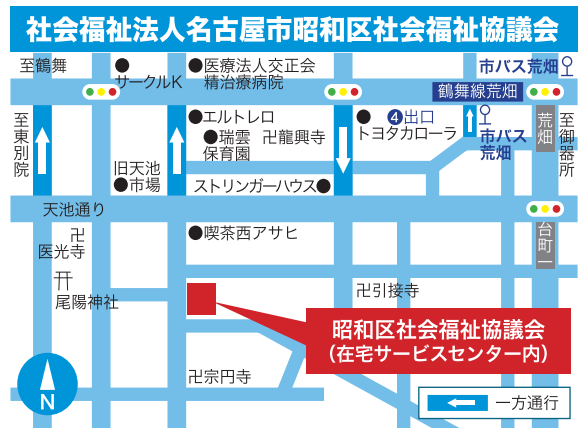 社会福祉法人名古屋市昭和区社会福祉協議会
至鶴舞
サークルK
医療法人交正会
精治療病院
市バス荒畑
鶴舞線荒畑
至東別院
エルトレロ
瑞雲
保育園
卍龍興寺
4出口
トヨタカローラ
市バス
荒畑
荒畑
至御器所
旧天池
市場
ストリンガーハウス
天池通り
台町一
卍
医光寺
喫茶西アサヒ
尾陽神社
卍引接寺
昭和区社会福祉協議会
（在宅サービスセンター内）
卍宗円寺
N
一方通行